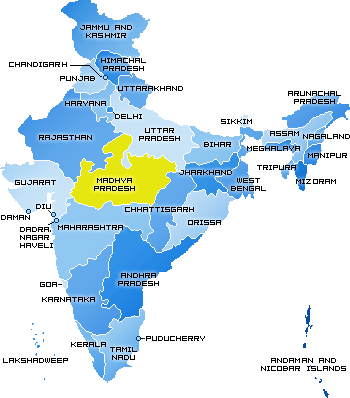 JAMMU AND
KASHMIR
CHANDIGARH
HIMACHAL
PRADESH
PUNJAB
UTTARAKHAND
HARYANA
DELHI
ARUNACHAL
PRADESH
SIKKIM
RAJASTHAN
UTTAR
PRADESH
ASSAM
NAGALAND
BIHAR
MEGHALAYA
MANIPUR
GUJARAT
MADHYA
PRADESH
JHARKHAND
TRIPURA
WEST
BENGAL
MIZORAM
DIU
CHHATTISGARH
DAMAN
ORISSA
DADRA,
NAGAR
HAVELI
MAHARASHTRA
ANDHRA
PRADESH
GOA
KARNATAKA
PUDUCHERRY
KERALA
TAMIL
NADU
LAKSHADWEEP
ANDAMAN AND
NICOBAR ISLANDS